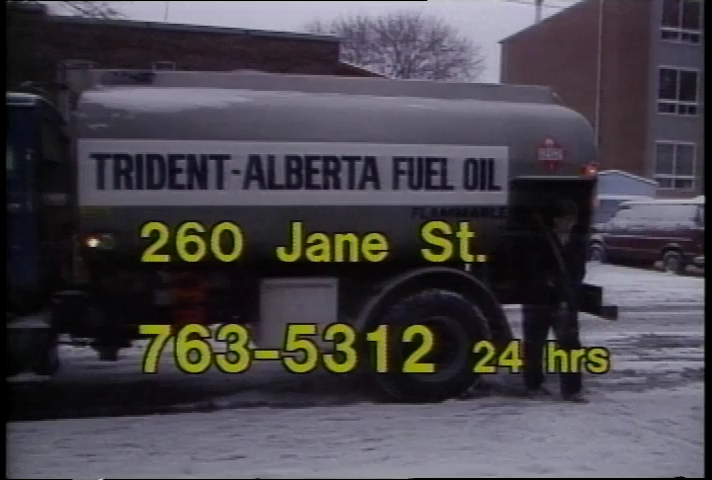 TRIDENT-ALBERTA FUEL OIL
FLAMMABLE
260 Jane St.
763-5312 24 hrs